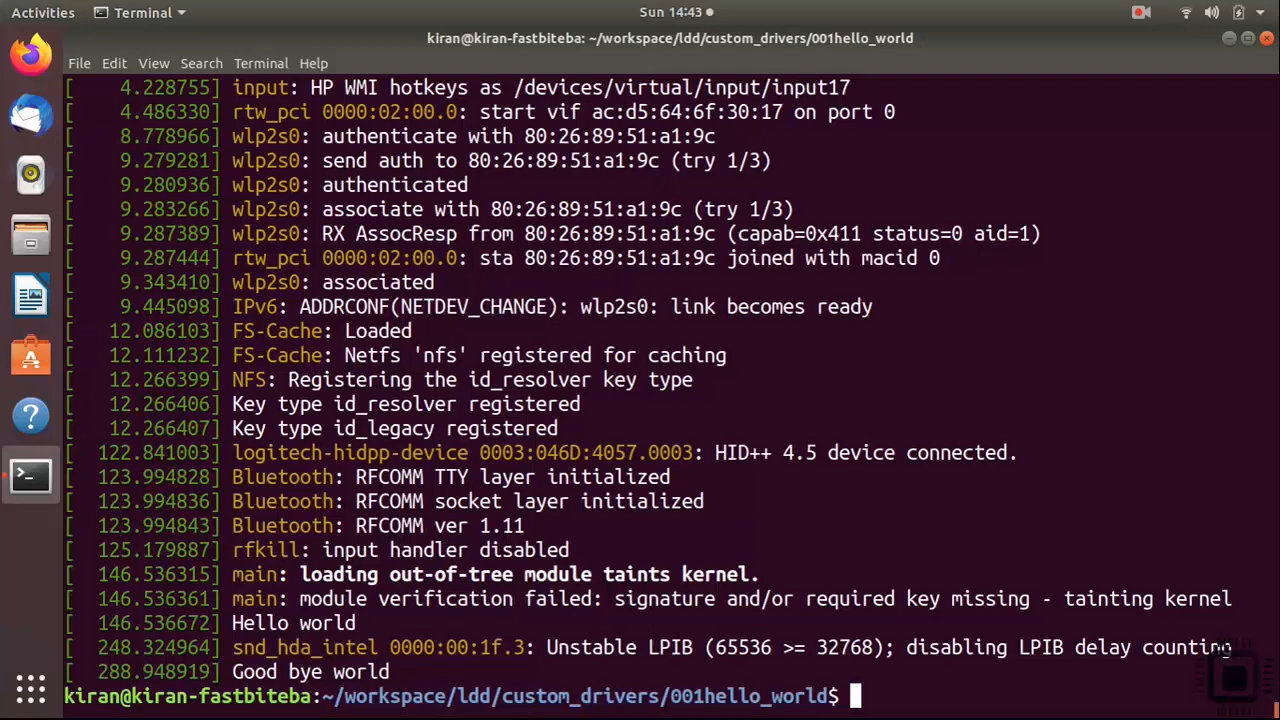 Activities Terminal Sun 14:43
kiran@kiran-fastbiteba: ~/workspace/ldd/custom_drivers/001hello_world
File Edit View Search Terminal Help
[    4.228755] input: HP WMI hotkeys as /devices/virtual/input/input17
[    4.486330] rtw_pci 0000:02:00.0: start vif ac:d5:64:6f:30:17 on port 0
[    8.778966] wlp2s0: authenticate with 80:26:89:51:a1:9c
[    9.279281] wlp2s0: send auth to 80:26:89:51:a1:9c (try 1/3)
[    9.280936] wlp2s0: authenticated
[    9.283266] wlp2s0: associate with 80:26:89:51:a1:9c (try 1/3)
[    9.287389] wlp2s0: RX AssocResp from 80:26:89:51:a1:9c (capab=0x411 status=0 aid=1)
[    9.287444] rtw_pci 0000:02:00.0: sta 80:26:89:51:a1:9c joined with macid 0
[    9.343410] wlp2s0: associated
[    9.445098] IPv6: ADDRCONF(NETDEV_CHANGE): wlp2s0: link becomes ready
[   12.086103] FS-Cache: Loaded
[   12.111232] FS-Cache: Netfs 'nfs' registered for caching
[   12.266399] NFS: Registering the id_resolver key type
[   12.266406] Key type id_resolver registered
[   12.266407] Key type id_legacy registered
[  122.841003] logitech-hidpp-device 0003:046D:4057.0003: HID++ 4.5 device connected.
[  123.994828] Bluetooth: RFCOMM TTY layer initialized
[  123.994836] Bluetooth: RFCOMM socket layer initialized
[  123.994843] Bluetooth: RFCOMM ver 1.11
[  125.179887] rfkill: input handler disabled
[  146.536315] main: loading out-of-tree module taints kernel.
[  146.536361] main: module verification failed: signature and/or required key missing - tainting kernel
[  146.536672] Hello world
[  248.324964] snd_hda_intel 0000:00:1f.3: Unstable LPIB (65536 >= 32768); disabling LPIB delay counting
[  288.948919] Good bye world
kiran@kiran-fastbiteba:~/workspace/ldd/custom_drivers/001hello_world$